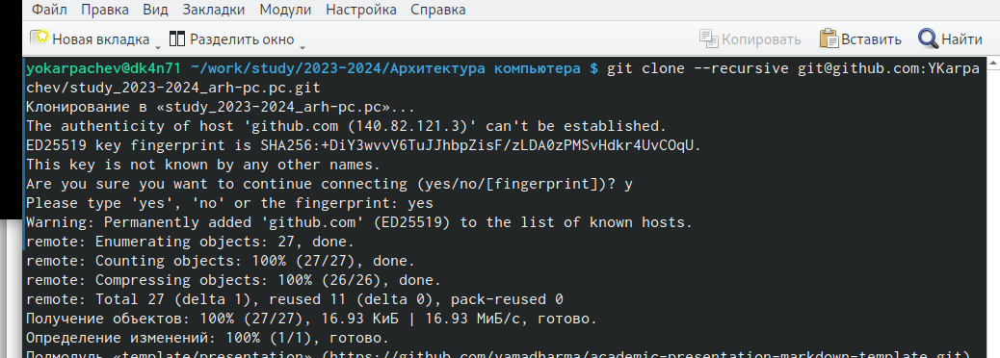 Файл Правка Вид Закладки Модули Настройка Справка
Новая вкладка Разделить окно Копировать Вставить Найти
yokarpachev@dk4n71 ~/work/study/2023-2024/Архитектура компьютера $ git clone --recursive git@github.com:YKarpa
chev/study_2023-2024_arh-pc.pc.git
Клонирование в «study_2023-2024_arh-pc.pc»...
The authenticity of host 'github.com (140.82.121.3)' can't be established.
ED25519 key fingerprint is SHA256:+DiY3wvvV6TuJJhbpZisF/zLDA0zPMSvHdkr4UvCOqU.
This key is not known by any other names.
Are you sure you want to continue connecting (yes/no/[fingerprint])? y
Please type 'yes', 'no' or the fingerprint: yes
Warning: Permanently added 'github.com' (ED25519) to the list of known hosts.
remote: Enumerating objects: 27, done.
remote: Counting objects: 100% (27/27), done.
remote: Compressing objects: 100% (26/26), done.
remote: Total 27 (delta 1), reused 11 (delta 0), pack-reused 0
Получение объектов: 100% (27/27), 16.93 КиБ | 16.93 МиБ/с, готово.
Определение изменений: 100% (1/1), готово.
Подмодуль «template/presentation» (https://github.com/yamadharma/academic-presentation-markdown-template.git)